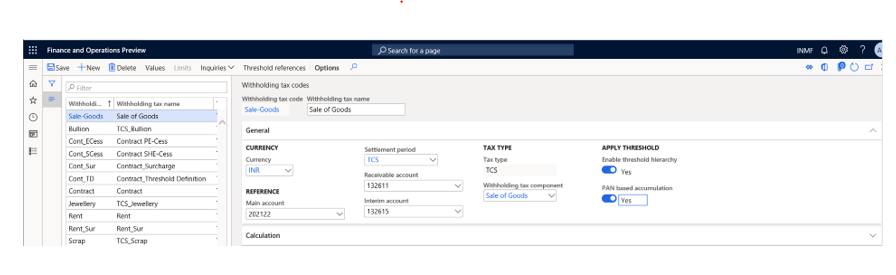 Finance and Operations Preview
Search for a page
INMF
Save New Delete Values Limits Inquiries Threshold references Options
Filter
Withholdi... Withholding tax name
Sale-Goods Sale of Goods
Bullion TCS_Bullion
Cont_ECess Contract PE-Cess
Cont_SCess Contract SHE-Cess
Cont_Sur Contract_Surcharge
Cont_TD Contract_Threshold Definition
Contract Contract
Jewellery TCS_Jewellery
Rent Rent
Rent_Sur Rent_Sur
Scrap TCS_Scrap
Withholding tax codes
Withholding tax code Withholding tax name
Sale-Goods Sale of Goods
General
CURRENCY
Currency
INR
REFERENCE
Main account
202122
Settlement period
TCS
Receivable account
132611
Interim account
132615
TAX TYPE
Tax type
TCS
Withholding tax component
Sale of Goods
APPLY THRESHOLD
Enable threshold hierarchy
Yes
PAN based accumulation
Yes
Calculation